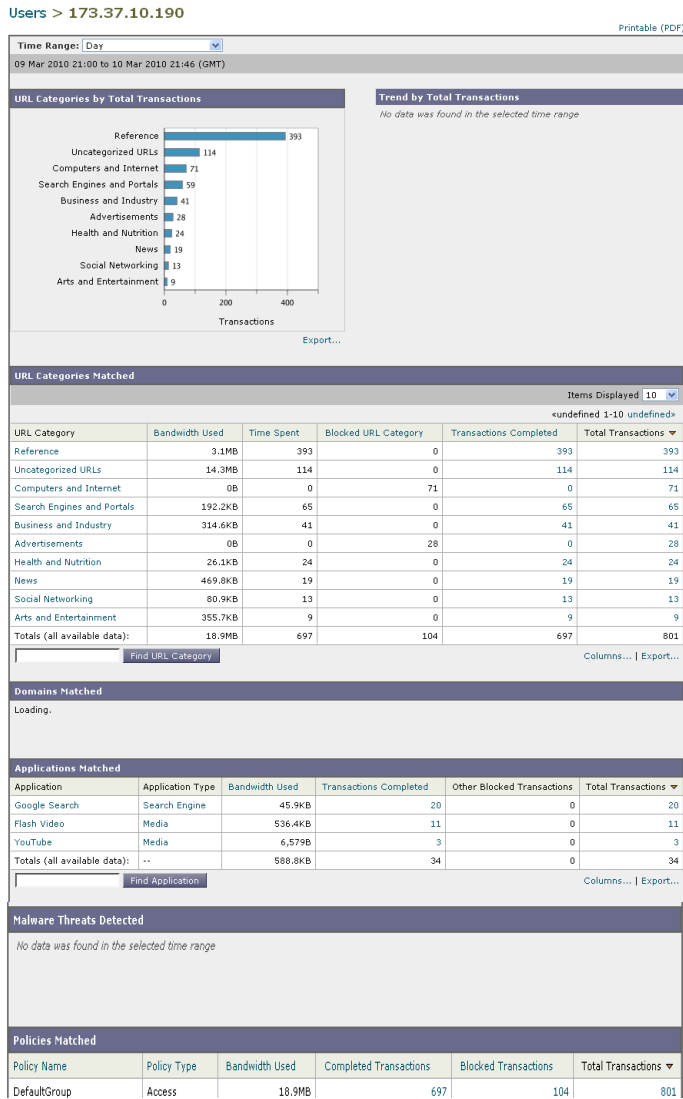 Users > 173.37.10.190
Printable (PDF)
Time Range: Day
09 Mar 2010 21:00 to 10 Mar 2010 21:46 (GMT)
URL Categories by Total Transactions
Reference 393
Uncategorized URLs 114
Computers and Internet 71
Search Engines and Portals 59
Business and Industry 41
Advertisements 28
Health and Nutrition 24
News 19
Social Networking 13
Arts and Entertainment 9
0 200 400
Transactions
Export...
Trend by Total Transactions
No data was found in the selected time range
URL Categories Matched
Items Displayed 10
«undefined 1-10 undefined»
URL Category Bandwidth Used Time Spent Blocked URL Category Transactions Completed Total Transactions
Reference 3.1MB 393 0 393 393
Uncategorized URLs 14.3MB 114 0 114 114
Computers and Internet 0B 0 71 0 71
Search Engines and Portals 192.2KB 65 0 65 65
Business and Industry 314.6KB 41 0 41 41
Advertisements 0B 0 28 0 28
Health and Nutrition 26.1KB 24 0 24 24
News 469.8KB 19 0 19 19
Social Networking 80.9KB 13 0 13 13
Arts and Entertainment 355.7KB 9 0 9 9
Totals (all available data): 18.9MB 697 104 697 801
Find URL Category
Columns... | Export...
Domains Matched
Loading.
Applications Matched
Application Application Type Bandwidth Used Transactions Completed Other Blocked Transactions Total Transactions
Google Search Search Engine 45.9KB 20 0 20
Flash Video Media 536.4KB 11 0 11
YouTube Media 6,579B 3 0 3
Totals (all available data): -- 588.8KB 34 0 34
Find Application
Columns... | Export...
Malware Threats Detected
No data was found in the selected time range
Policies Matched
Policy Name Policy Type Bandwidth Used Completed Transactions Blocked Transactions Total Transactions
DefaultGroup Access 18.9MB 697 104 801